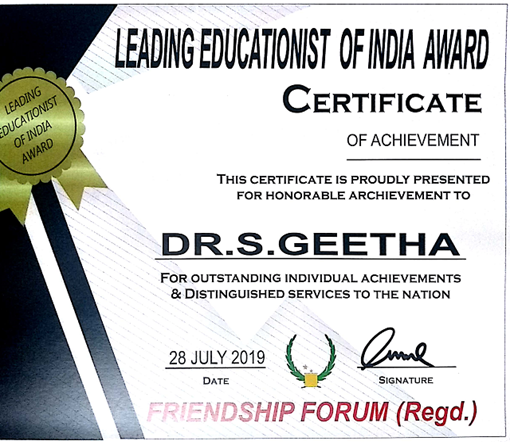 LEADING EDUCATIONIST OF INDIA AWARD
CERTIFICATE
OF ACHIEVEMENT
LEADING
EDUCATIONIST
OF INDIA
AWARD
THIS CERTIFICATE IS PROUDLY PRESENTED
FOR HONORABLE ARCHIEVEMENT TO
DR.S.GEETHA
FOR OUTSTANDING INDIVIDUAL ACHIEVEMENTS
& DISTINGUISHED SERVICES TO THE NATION
28 JULY 2019
DATE
SIGNATURE
FRIENDSHIP FORUM (Regd.)